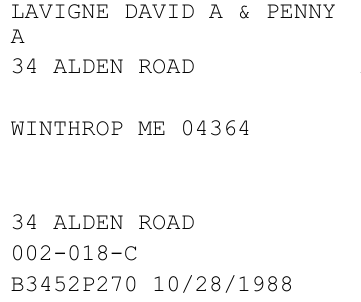 LAVIGNE DAVID A & PENNY
A
34 ALDEN ROAD
WINTHROP ME 04364
34 ALDEN ROAD
002-018-C
B3452P270 10/28/1988